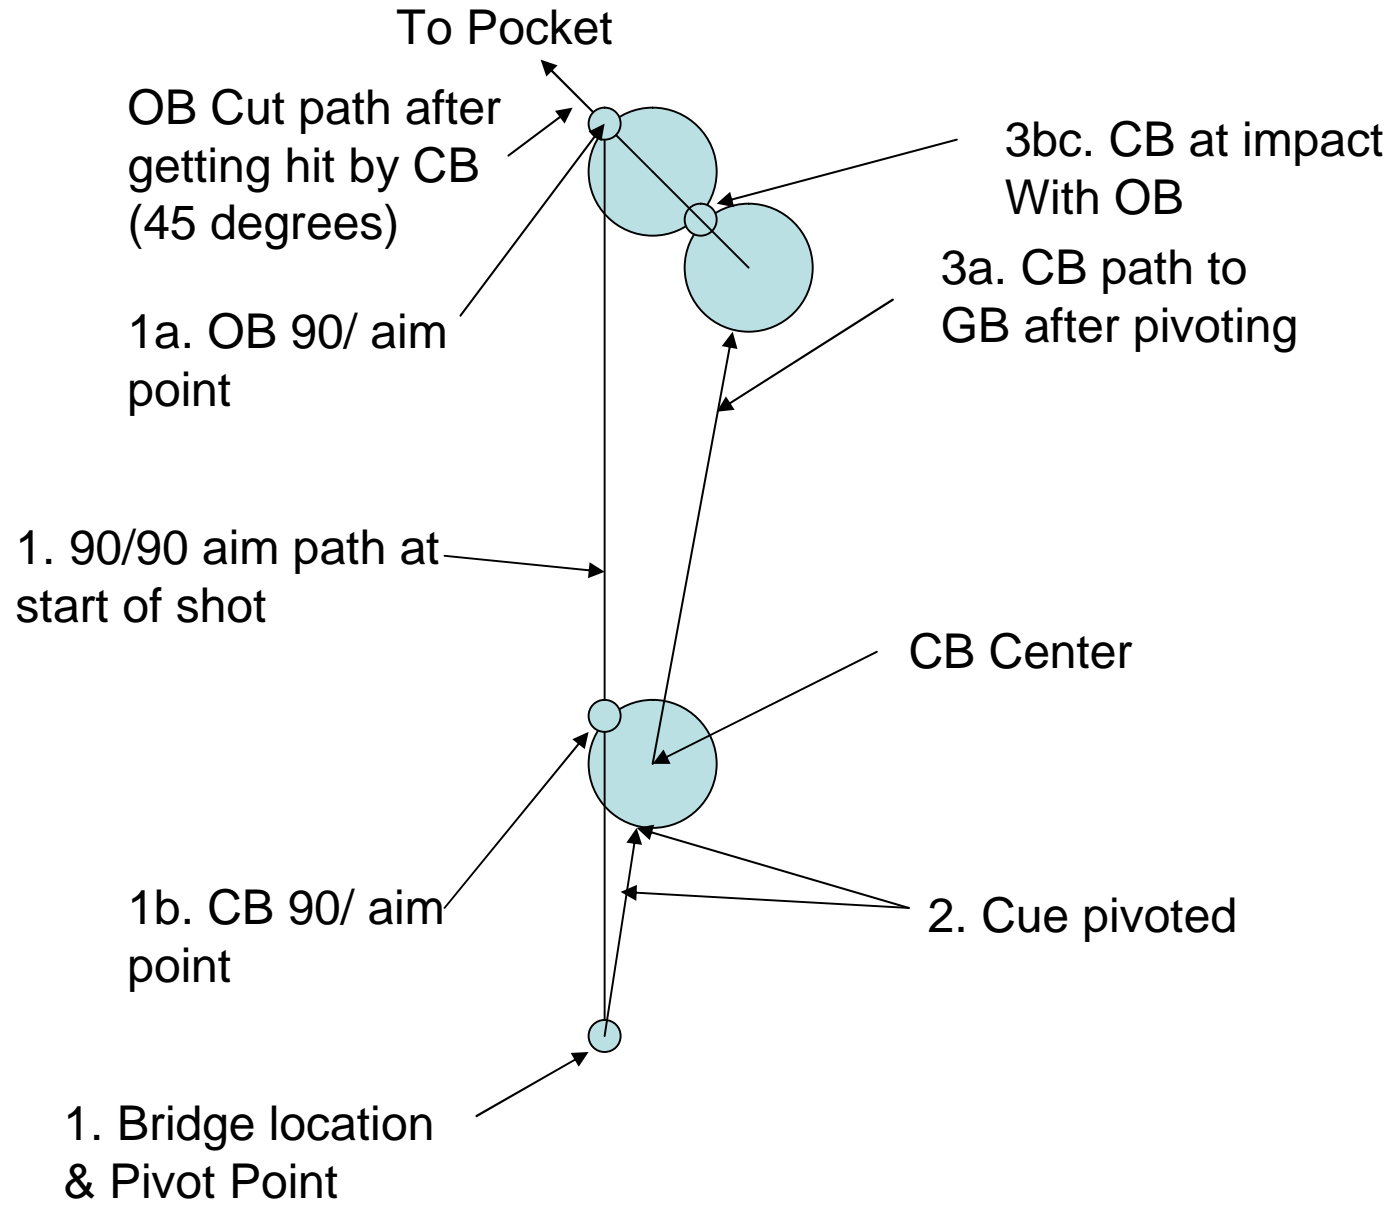 To Pocket
OB Cut path after
getting hit by CB
(45 degrees)
3bc. CB at impact
With OB
3a. CB path to
GB after pivoting
1a. OB 90/ aim
point
1. 90/90 aim path at
start of shot
CB Center
1b. CB 90/ aim
point
2. Cue pivoted
1. Bridge location
& Pivot Point